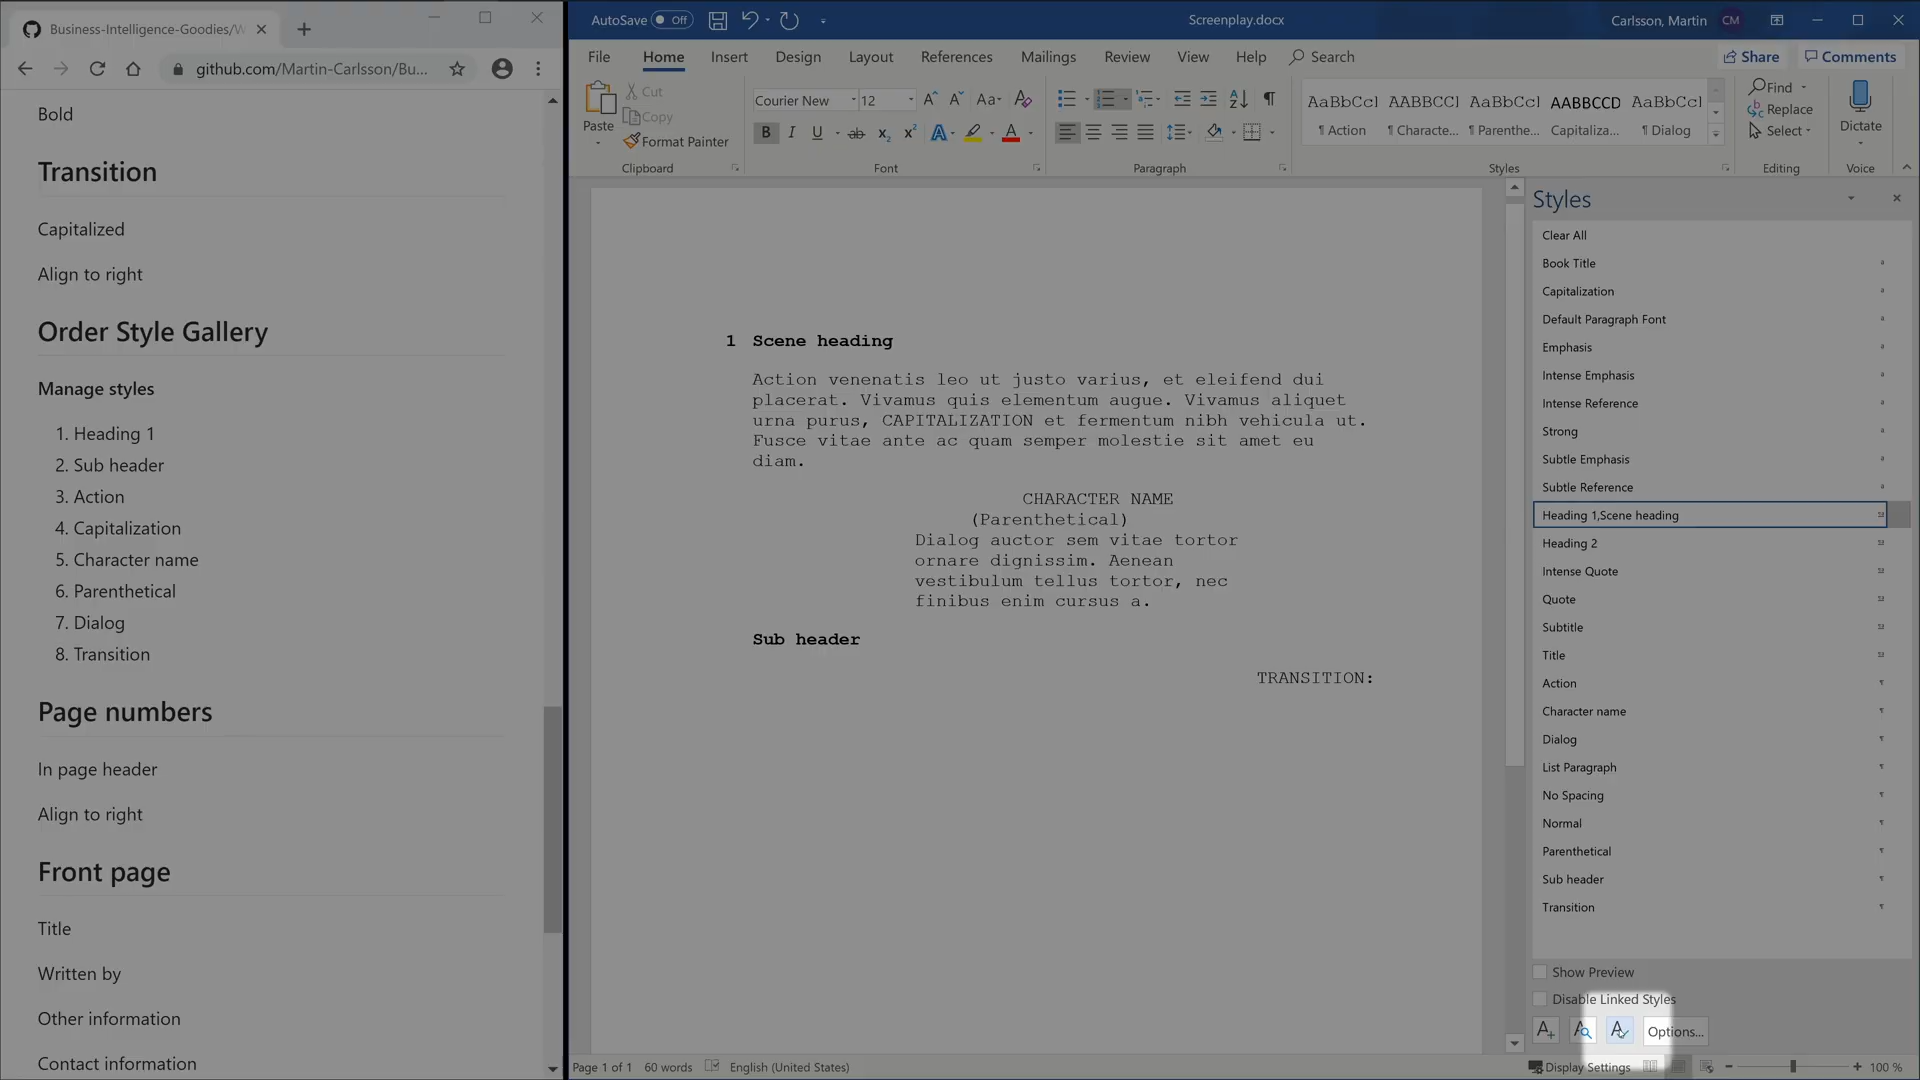 Business-Intelligence-Goodies/W
github.com/Martin-Carlsson/Bu...
Bold
Transition
Capitalized
Align to right
Order Style Gallery
Manage styles
1. Heading 1
2. Sub header
3. Action
4. Capitalization
5. Character name
6. Parenthetical
7. Dialog
8. Transition
Page numbers
In page header
Align to right
Front page
Title
Written by
Other information
Contact information
AutoSave Off
Screenplay.docx
Carlsson, Martin CM
File Home Insert Design Layout References Mailings Review View Help Search
Share Comments
Paste
Cut
Copy
Format Painter
Clipboard
Courier New 12
Aa
B I U ab x₂ x² A A
Font
Paragraph
AaBbCcl AABBCCl AaBbCcl AABBCCD AaBbCcl
¶ Action ¶ Characte... ¶ Parenthe... Capitaliza... ¶ Dialog
Styles
Find
Replace
Select
Editing
Dictate
Voice
1 Scene heading
Action venenatis leo ut justo varius, et eleifend dui
placerat. Vivamus quis elementum augue. Vivamus aliquet
urna purus, CAPITALIZATION et fermentum nibh vehicula ut.
Fusce vitae ante ac quam semper molestie sit amet eu
diam.
CHARACTER NAME
(Parenthetical)
Dialog auctor sem vitae tortor
ornare dignissim. Aenean
vestibulum tellus tortor, nec
finibus enim cursus a.
Sub header
TRANSITION:
Styles
Clear All
Book Title a
Capitalization a
Default Paragraph Font a
Emphasis a
Intense Emphasis a
Intense Reference a
Strong a
Subtle Emphasis a
Subtle Reference a
Heading 1,Scene heading ¶a
Heading 2 ¶a
Intense Quote ¶a
Quote ¶a
Subtitle ¶a
Title ¶a
Action ¶
Character name ¶
Dialog ¶
List Paragraph ¶
No Spacing ¶
Normal ¶
Parenthetical ¶
Sub header ¶
Transition ¶
Show Preview
Disable Linked Styles
Options...
Page 1 of 1 60 words English (United States)
Display Settings
100 %